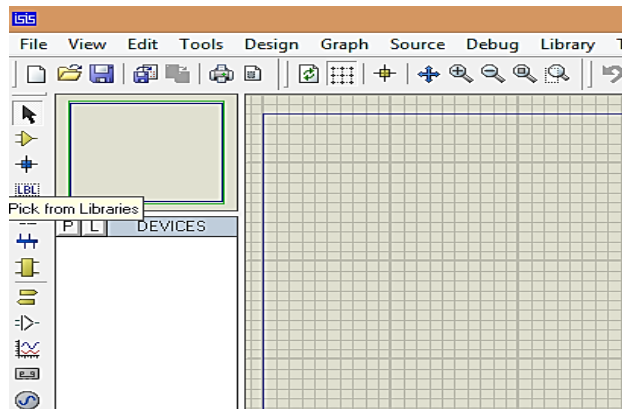 isis
File View Edit Tools Design Graph Source Debug Library
LBL
Pick from Libraries
P L DEVICES